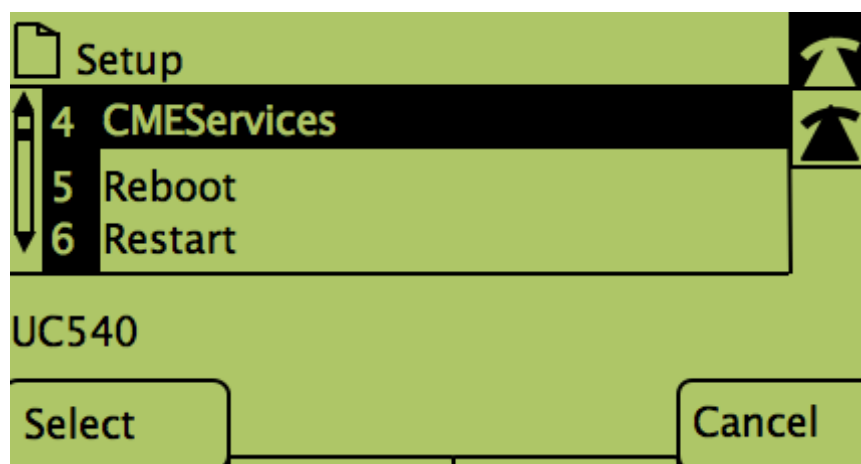 Setup
4 CMEServices
5 Reboot
6 Restart
UC540
Select Cancel